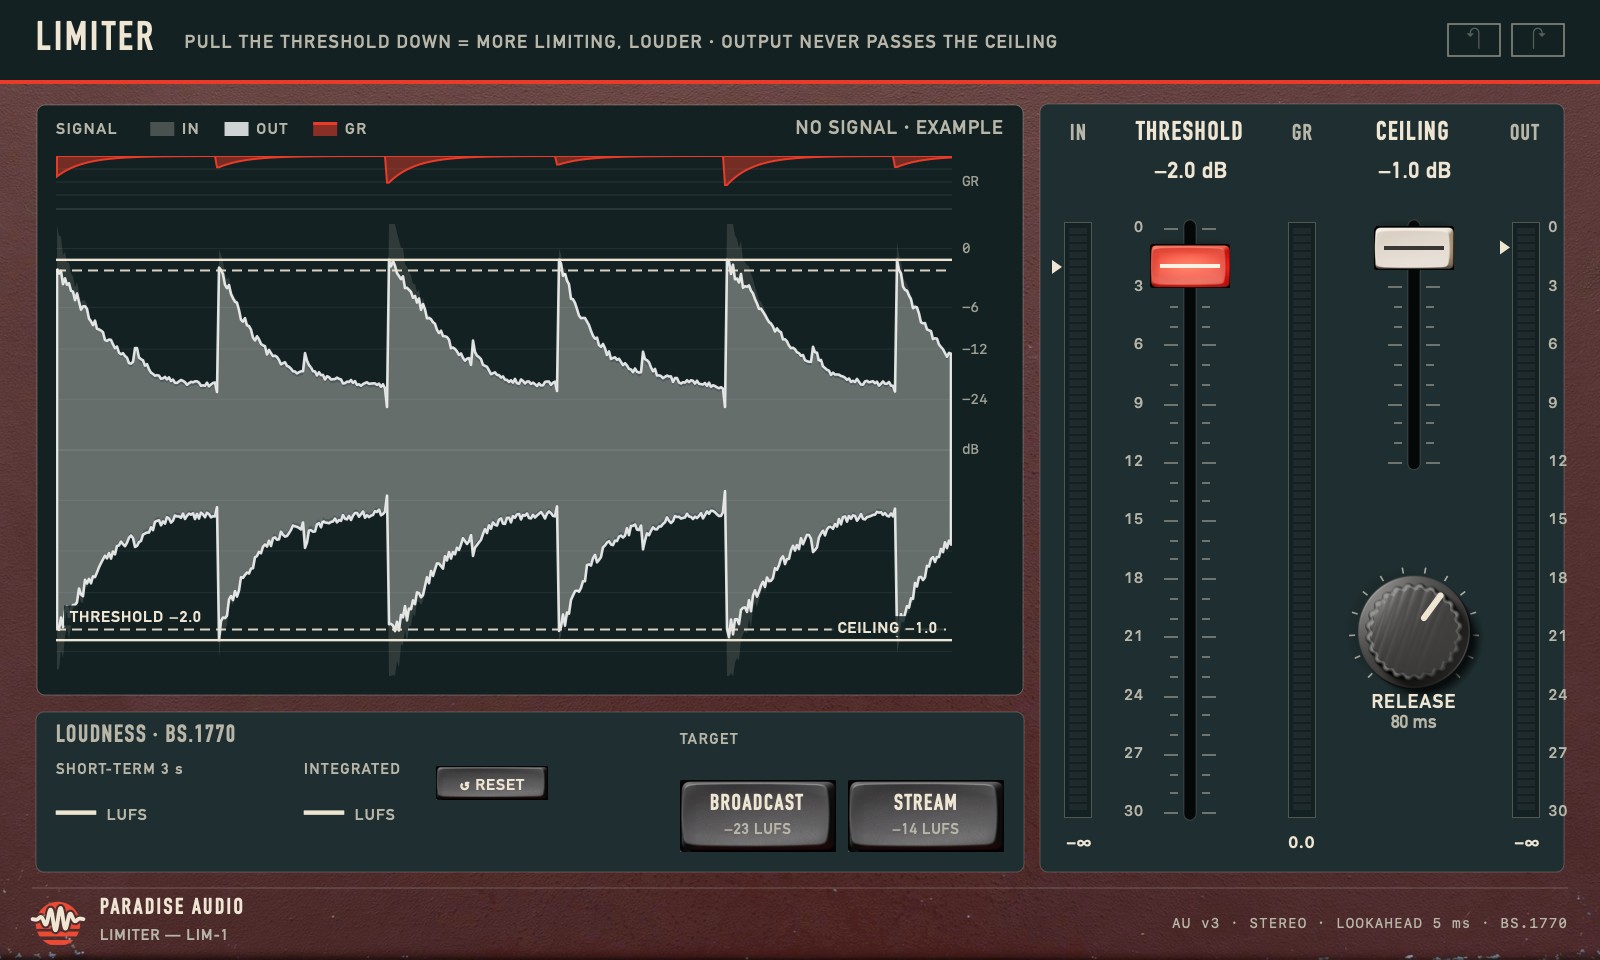 LIMITER
PULL THE THRESHOLD DOWN = MORE LIMITING, LOUDER · OUTPUT NEVER PASSES THE CEILING
SIGNAL IN OUT GR
NO SIGNAL · EXAMPLE
GR
0
−6
−12
−24
dB
THRESHOLD −2.0
CEILING −1.0
IN THRESHOLD GR CEILING OUT
−2.0 dB −1.0 dB
0 0
3 3
6 6
9 9
12 12
15 15
18 18
21 21
24 24
27 27
30 30
RELEASE
80 ms
−∞ 0.0 −∞
LOUDNESS · BS.1770
SHORT-TERM 3 s
— LUFS
INTEGRATED
— LUFS
↺ RESET
TARGET
BROADCAST
−23 LUFS
STREAM
−14 LUFS
PARADISE AUDIO
LIMITER — LIM-1
AU v3 · STEREO · LOOKAHEAD 5 ms · BS.1770